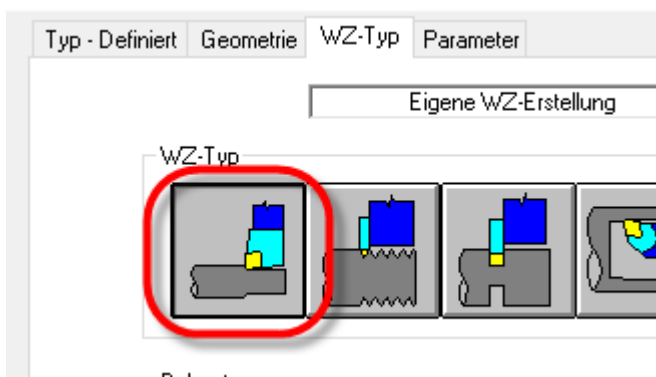 Typ - Definiert Geometrie WZ-Typ Parameter
Eigene WZ-Erstellung
WZ-Typ